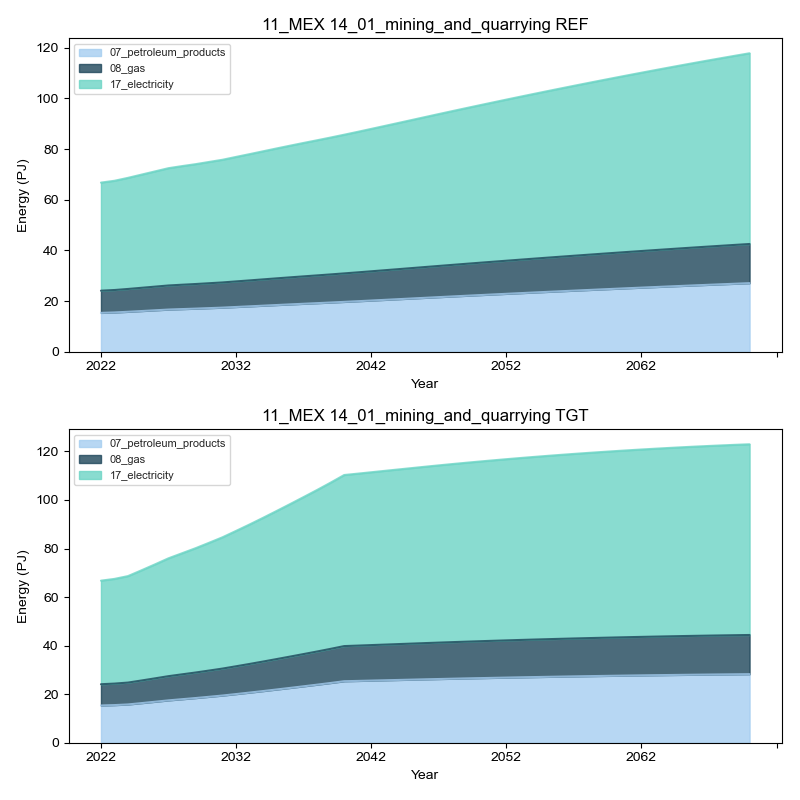 11_MEX 14_01_mining_and_quarrying REF
120
100
80
60
40
20
0
Energy (PJ)
07_petroleum_products
08_gas
17_electricity
2022 2032 2042 2052 2062
Year
11_MEX 14_01_mining_and_quarrying TGT
120
100
80
60
40
20
0
Energy (PJ)
07_petroleum_products
08_gas
17_electricity
2022 2032 2042 2052 2062
Year